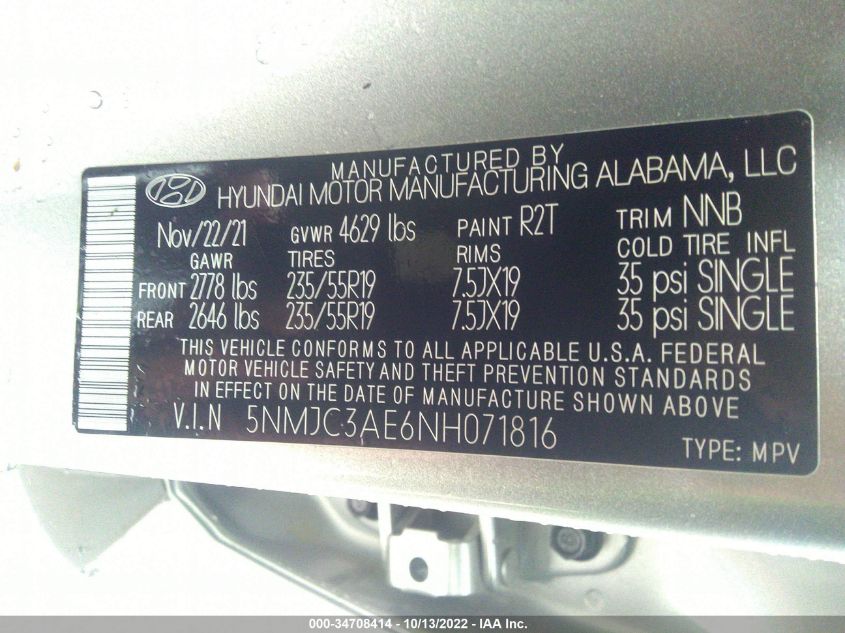 MANUFACTURED BY
HYUNDAI MOTOR MANUFACTURING ALABAMA, LLC
Nov/22/21 GVWR 4629 lbs PAINT R2T TRIM NNB
GAWR TIRES RIMS COLD TIRE INFL
FRONT 2778 lbs 235/55R19 7.5JX19 35 psi SINGLE
REAR 2646 lbs 235/55R19 7.5JX19 35 psi SINGLE
THIS VEHICLE CONFORMS TO ALL APPLICABLE U.S.A. FEDERAL
MOTOR VEHICLE SAFETY AND THEFT PREVENTION STANDARDS
IN EFFECT ON THE DATE OF MANUFACTURE SHOWN ABOVE
V.I.N 5NMJC3AE6NH071816
TYPE: MPV
000-34708414 - 10/13/2022 - IAA Inc.